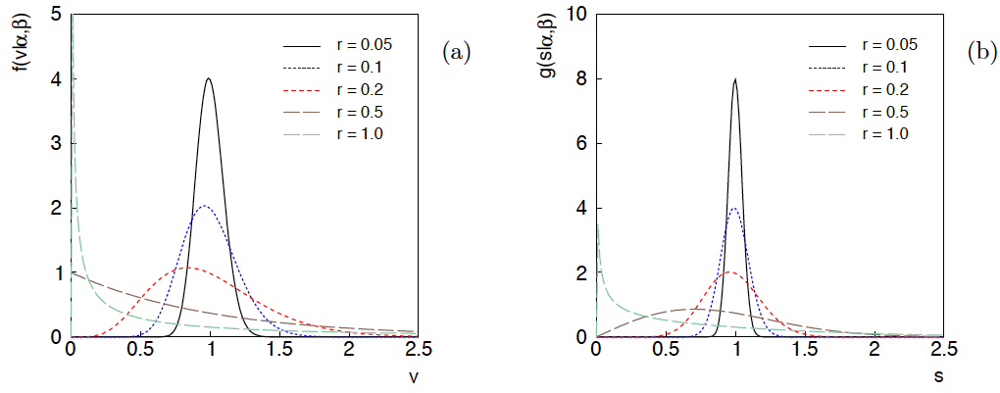 f(v|α,β)
5
4
3
2
1
0
0
0.5
1
1.5
2
2.5
v
r = 0.05
r = 0.1
r = 0.2
r = 0.5
r = 1.0
(a)
g(s|α,β)
10
8
6
4
2
0
0
0.5
1
1.5
2
2.5
s
r = 0.05
r = 0.1
r = 0.2
r = 0.5
r = 1.0
(b)